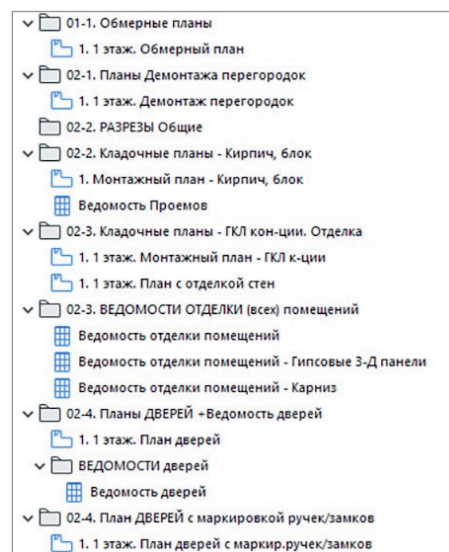 01-1. Обмерные планы
1. 1 этаж. Обмерный план
02-1. Планы Демонтажа перегородок
1. 1 этаж. Демонтаж перегородок
02-2. РАЗРЕЗЫ Общие
02-2. Кладочные планы - Кирпич, блок
1. Монтажный план - Кирпич, блок
Ведомость Проемов
02-3. Кладочные планы - ГКЛ кон-ции. Отделка
1. 1 этаж. Монтажный план - ГКЛ к-ции
1. 1 этаж. План с отделкой стен
02-3. ВЕДОМОСТИ ОТДЕЛКИ (всех) помещений
Ведомость отделки помещений
Ведомость отделки помещений - Гипсовые 3-Д панели
Ведомость отделки помещений - Карниз
02-4. Планы ДВЕРЕЙ +Ведомость дверей
1. 1 этаж. План дверей
ВЕДОМОСТИ дверей
Ведомость дверей
02-4. План ДВЕРЕЙ с маркировкой ручек/замков
1. 1 этаж. План дверей с маркир.ручек/замков